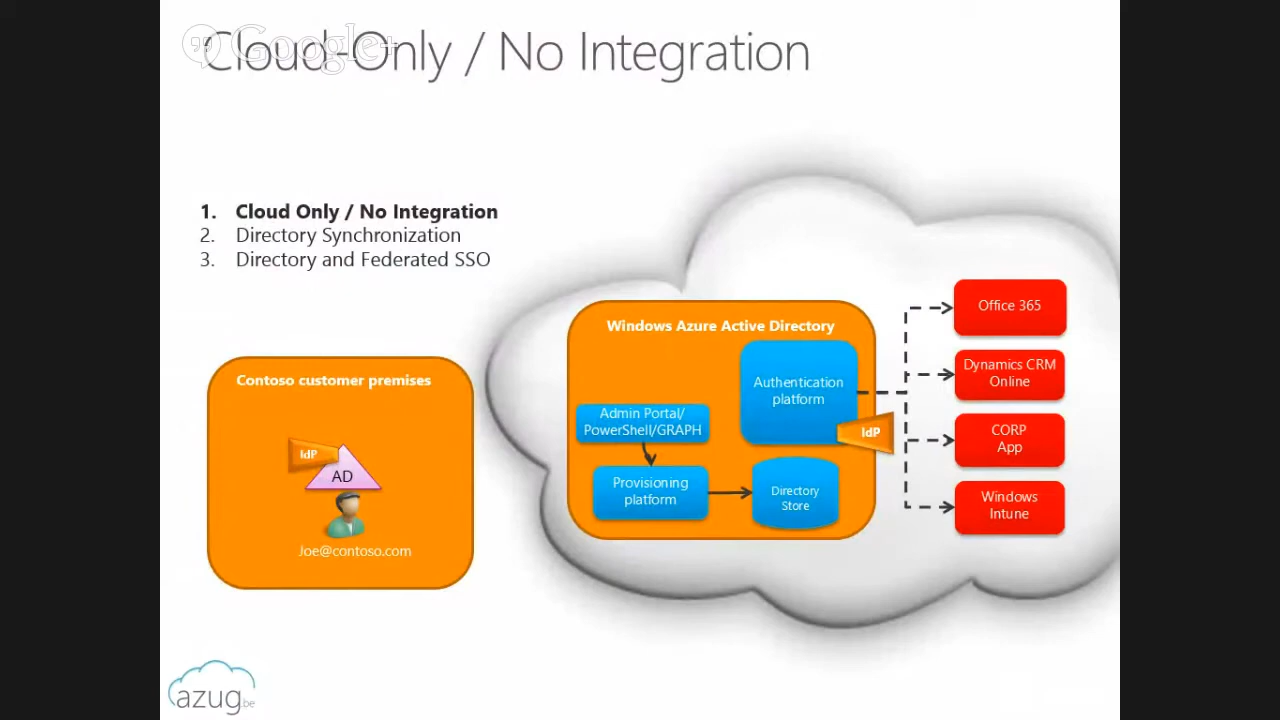 Google+
Cloud-Only / No Integration
1. Cloud Only / No Integration
2. Directory Synchronization
3. Directory and Federated SSO
Contoso customer premises
IdP
AD
Joe@contoso.com
Windows Azure Active Directory
Authentication
platform
IdP
Admin Portal/
PowerShell/GRAPH
Provisioning
platform
Directory
Store
Office 365
Dynamics CRM
Online
CORP
App
Windows
Intune
azug.be